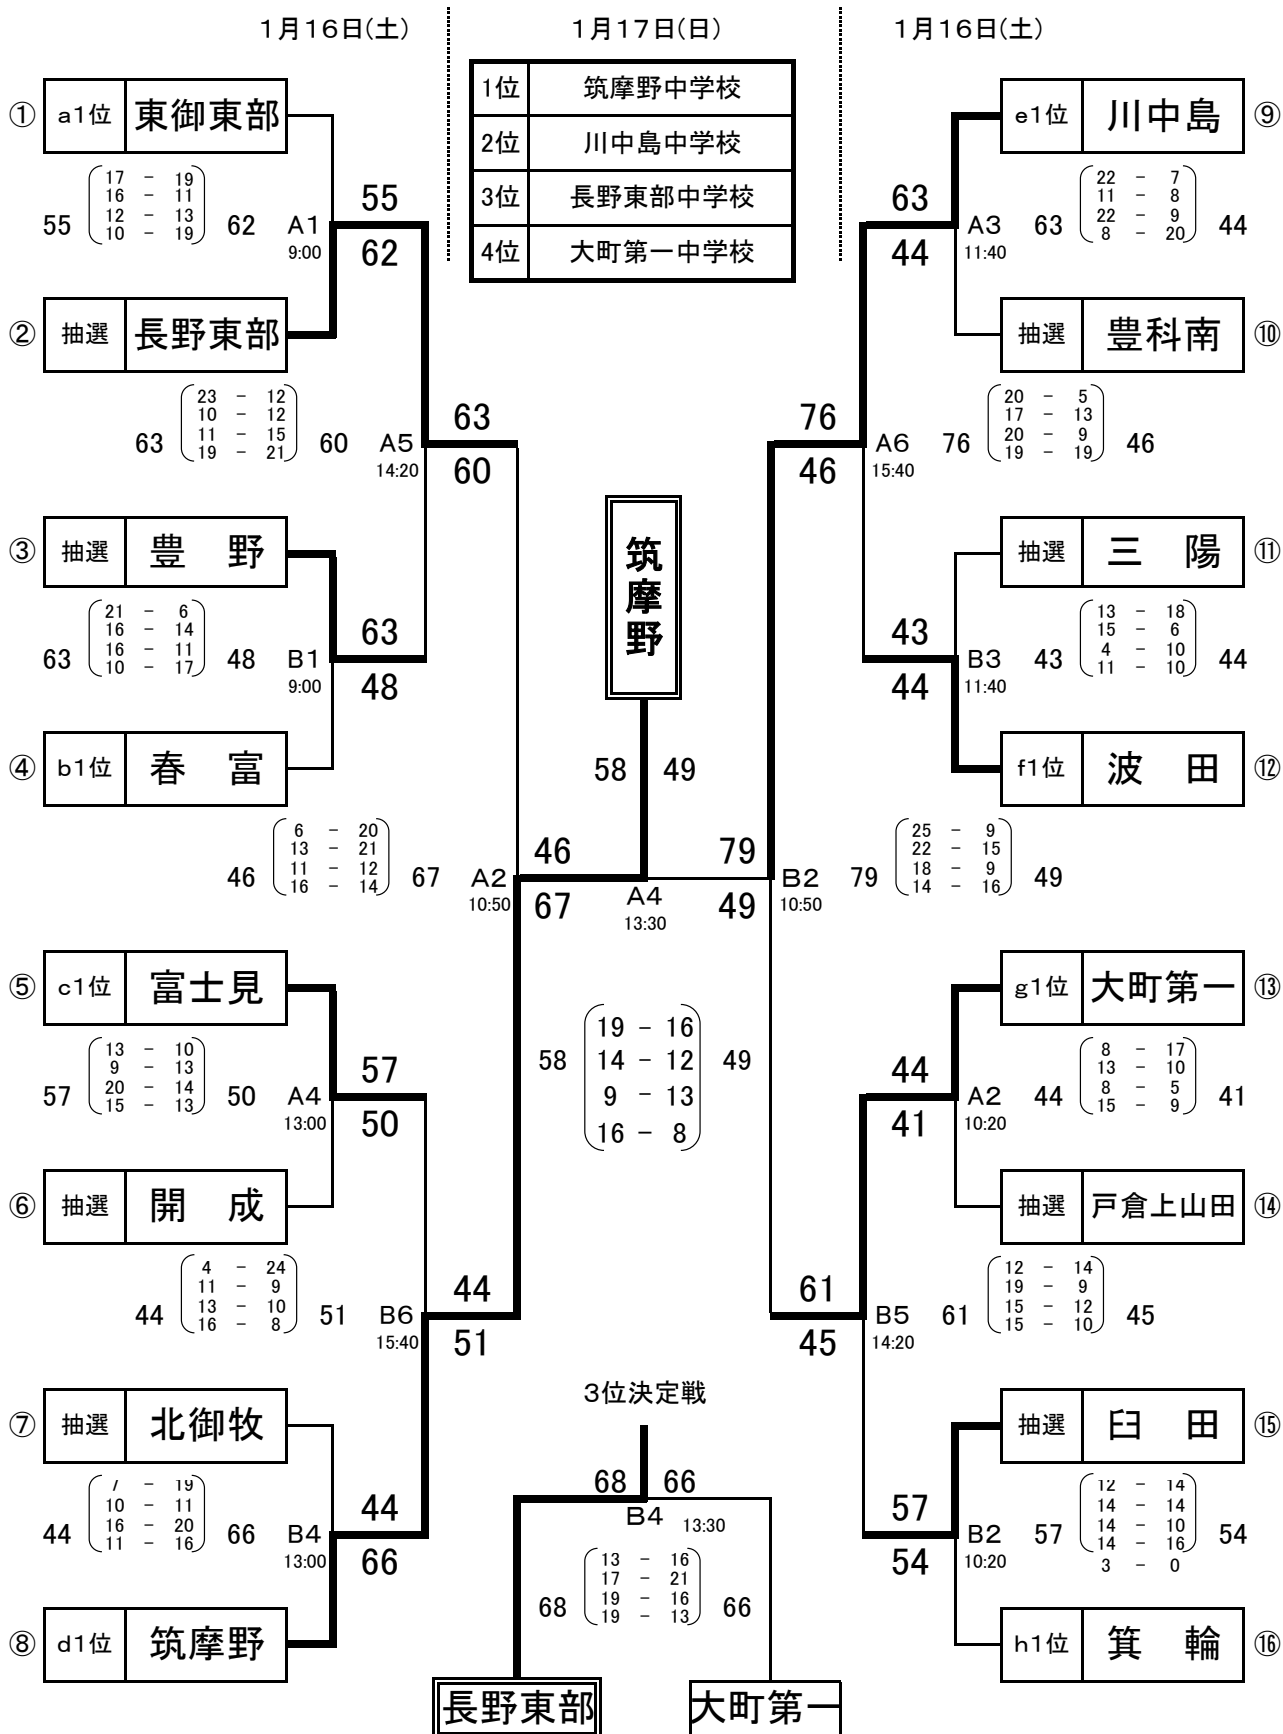 1月16日(土)
1月17日(日)
1月16日(土)
1位 筑摩野中学校
2位 川中島中学校
3位 長野東部中学校
4位 大町第一中学校
① a1位 東御東部
17 - 19
16 - 11
12 - 13
10 - 19
55 62
A1
9:00
55
62
② 抽選 長野東部
23 - 12
10 - 12
11 - 15
19 - 21
63 60
A5
14:20
63
60
③ 抽選 豊 野
21 - 6
16 - 14
16 - 11
10 - 17
63 48
B1
9:00
63
48
④ b1位 春 富
6 - 20
13 - 21
11 - 12
16 - 14
46 67
A2
10:50
46
67
⑤ c1位 富士見
13 - 10
9 - 13
20 - 14
15 - 13
57 50
A4
13:00
57
50
⑥ 抽選 開 成
4 - 24
11 - 9
13 - 10
16 - 8
44 51
B6
15:40
44
51
⑦ 抽選 北御牧
7 - 19
10 - 11
16 - 20
11 - 16
44 66
B4
13:00
44
66
⑧ d1位 筑摩野
筑摩野
58 49
A4
13:30
19 - 16
14 - 12
9 - 13
16 - 8
58 49
3位決定戦
68 66
B4 13:30
13 - 16
17 - 21
19 - 16
19 - 13
68 66
長野東部
大町第一
e1位 川中島 ⑨
22 - 7
11 - 8
22 - 9
8 - 20
63 44
A3
11:40
63
44
抽選 豊科南 ⑩
20 - 5
17 - 13
20 - 9
19 - 19
76 46
A6
15:40
76
46
抽選 三 陽 ⑪
13 - 18
15 - 6
4 - 10
11 - 10
43 44
B3
11:40
43
44
f1位 波 田 ⑫
25 - 9
22 - 15
18 - 9
14 - 16
79 49
B2
10:50
79
49
g1位 大町第一 ⑬
8 - 17
13 - 10
8 - 5
15 - 9
44 41
A2
10:20
44
41
抽選 戸倉上山田 ⑭
12 - 14
19 - 9
15 - 12
15 - 10
61 45
B5
14:20
61
45
抽選 臼 田 ⑮
12 - 14
14 - 14
14 - 10
14 - 16
3 - 0
57 54
B2
10:20
57
54
h1位 箕 輪 ⑯